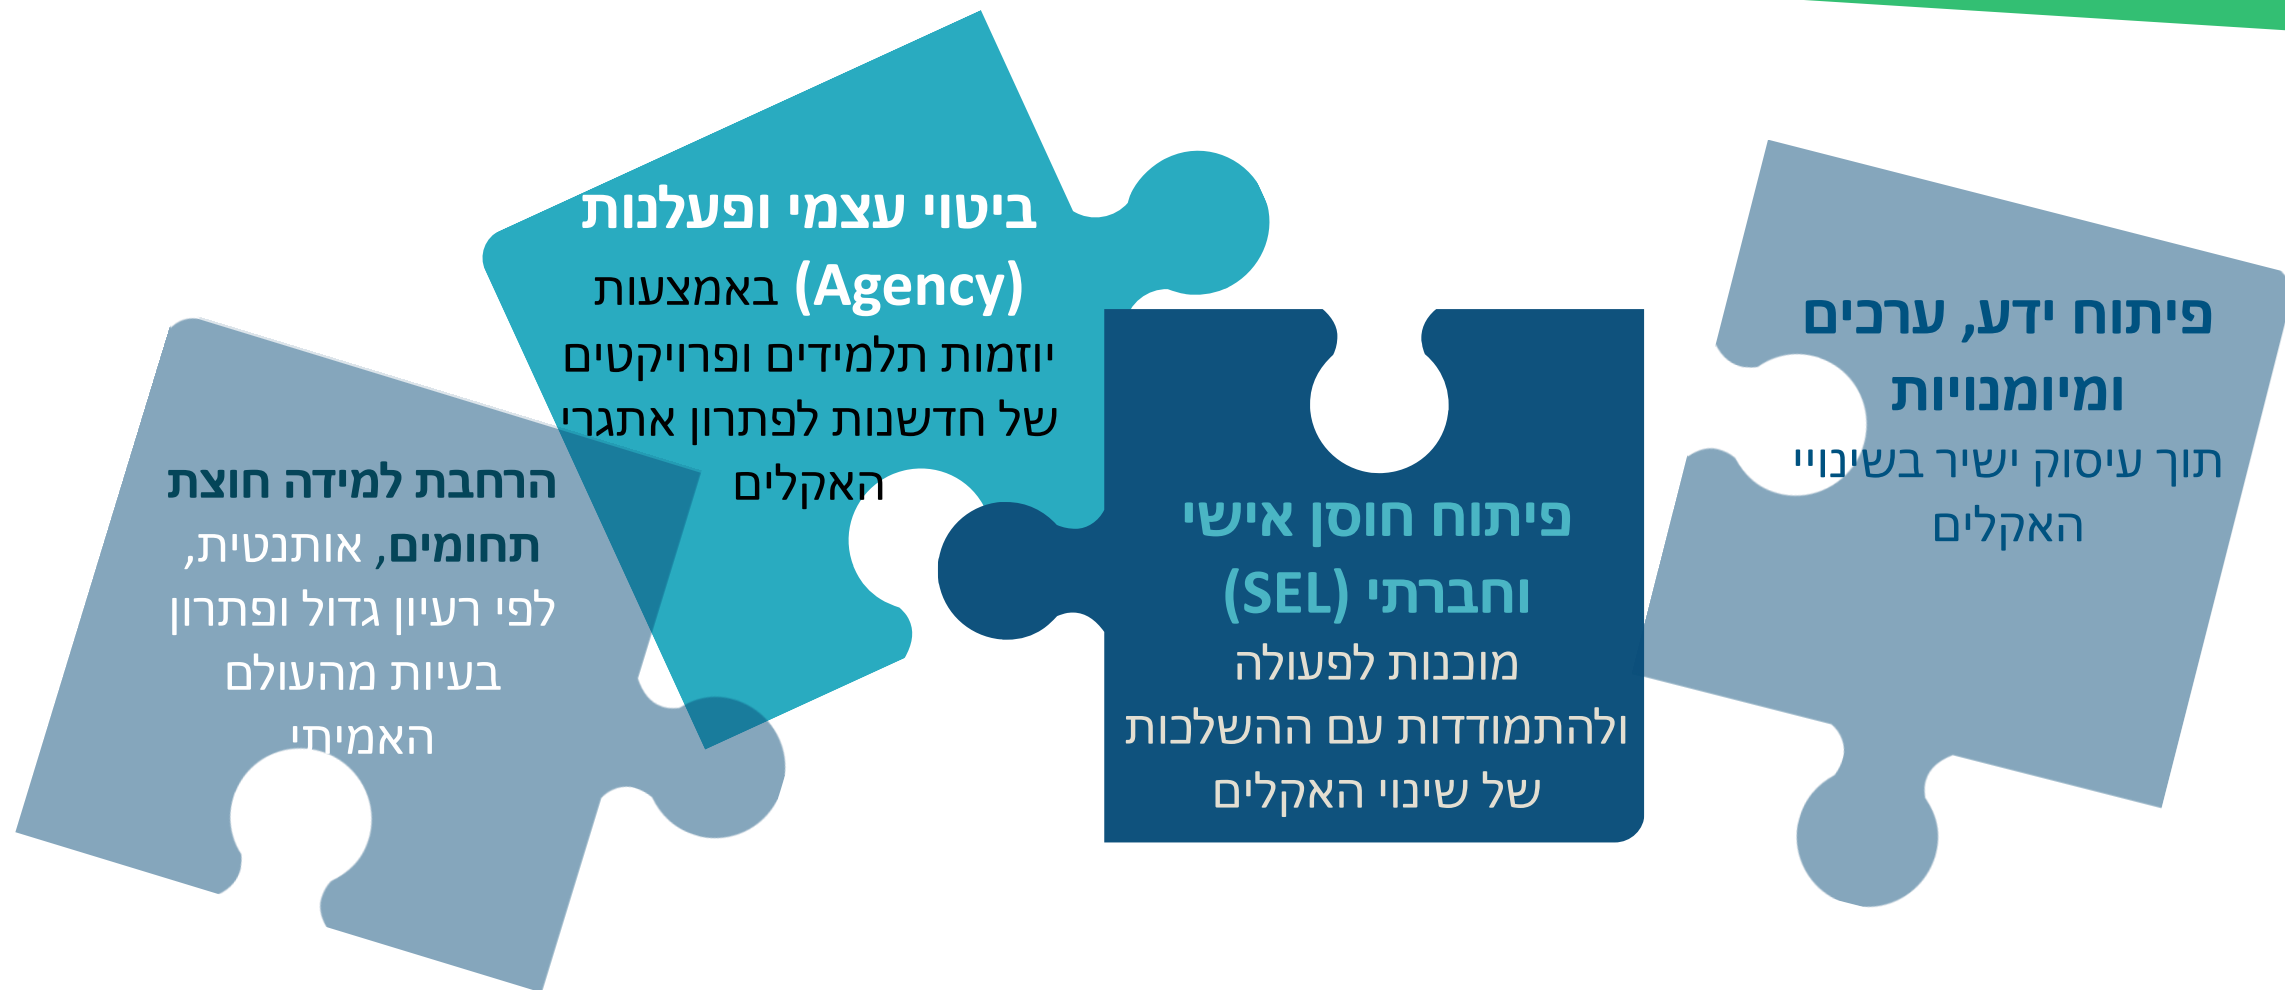 פיתוח ידע, ערכים
ומיומנויות
תוך עיסוק ישיר בשינויי
האקלים
פיתוח חוסן אישי
וחברתי (SEL)
מוכנות לפעולה
ולהתמודדות עם ההשלכות
של שינוי האקלים
ביטוי עצמי ופעלנות
(Agency) באמצעות
יוזמות תלמידים ופרויקטים
של חדשנות לפתרון אתגרי
האקלים
הרחבת למידה חוצת
תחומים, אותנטית,
לפי רעיון גדול ופתרון
בעיות מהעולם
האמיתי